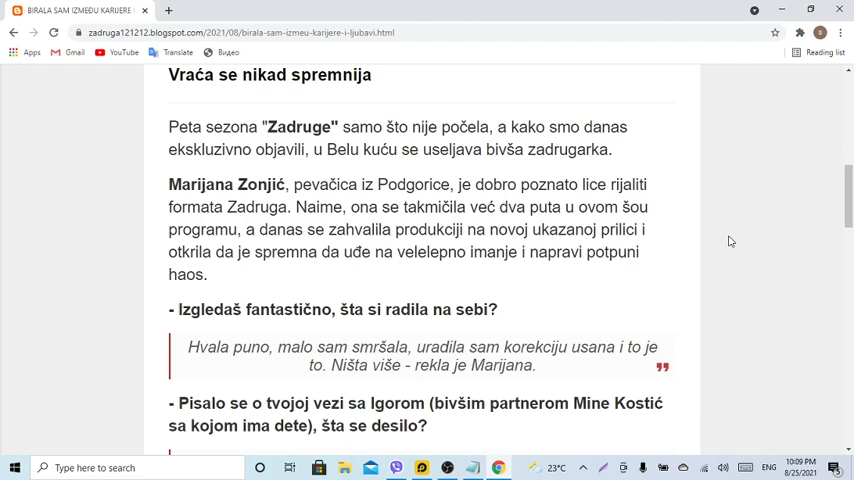 BIRALA SAM IZMEĐU KARIJERE I
zadruga121212.blogspot.com/2021/08/birala-sam-izmeu-karijere-i-ljubavi.html
Apps Gmail YouTube Translate Видео Reading list
Vraća se nikad spremnija
Peta sezona "Zadruge" samo što nije počela, a kako smo danas
ekskluzivno objavili, u Belu kuću se useljava bivša zadrugarka.
Marijana Zonjić, pevačica iz Podgorice, je dobro poznato lice rijaliti
formata Zadruga. Naime, ona se takmičila već dva puta u ovom šou
programu, a danas se zahvalila produkciji na novoj ukazanoj prilici i
otkrila da je spremna da uđe na velelepno imanje i napravi potpuni
haos.
- Izgledaš fantastično, šta si radila na sebi?
Hvala puno, malo sam smršala, uradila sam korekciju usana i to je
to. Ništa više - rekla je Marijana.
- Pisalo se o tvojoj vezi sa Igorom (bivšim partnerom Mine Kostić
sa kojom ima dete), šta se desilo?
Type here to search
23°C
ENG
10:09 PM
8/25/2021